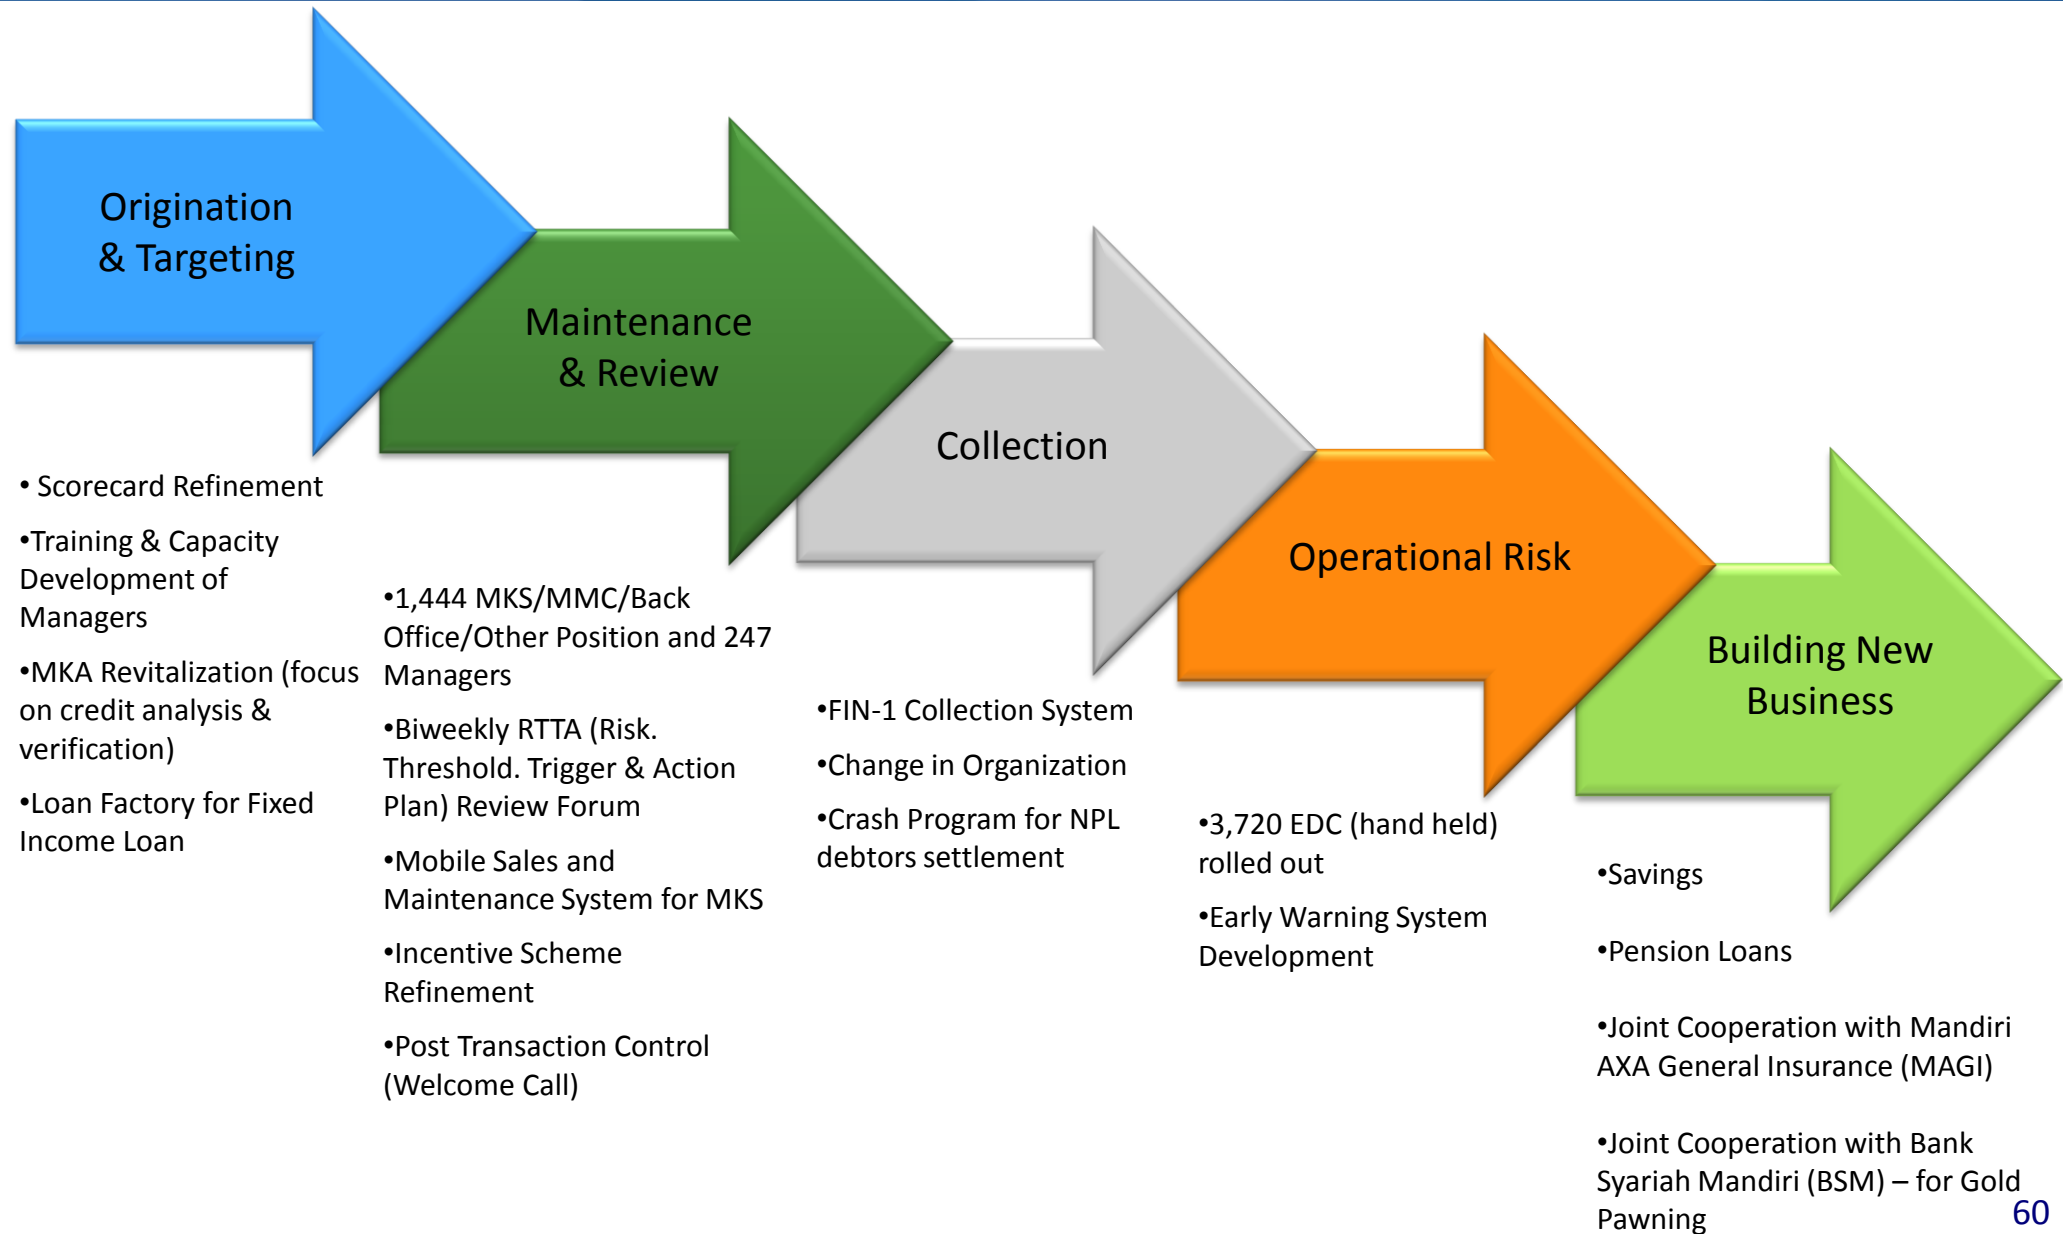 Origination
& Targeting
• Scorecard Refinement
•Training & Capacity
Development of
Managers
•MKA Revitalization (focus
on credit analysis &
verification)
•Loan Factory for Fixed
Income Loan
Maintenance
& Review
•1,444 MKS/MMC/Back
Office/Other Position and 247
Managers
•Biweekly RTTA (Risk.
Threshold. Trigger & Action
Plan) Review Forum
•Mobile Sales and
Maintenance System for MKS
•Incentive Scheme
Refinement
•Post Transaction Control
(Welcome Call)
Collection
•FIN-1 Collection System
•Change in Organization
•Crash Program for NPL
debtors settlement
Operational Risk
•3,720 EDC (hand held)
rolled out
•Early Warning System
Development
Building New
Business
•Savings
•Pension Loans
•Joint Cooperation with Mandiri
AXA General Insurance (MAGI)
•Joint Cooperation with Bank
Syariah Mandiri (BSM) – for Gold
Pawning
60